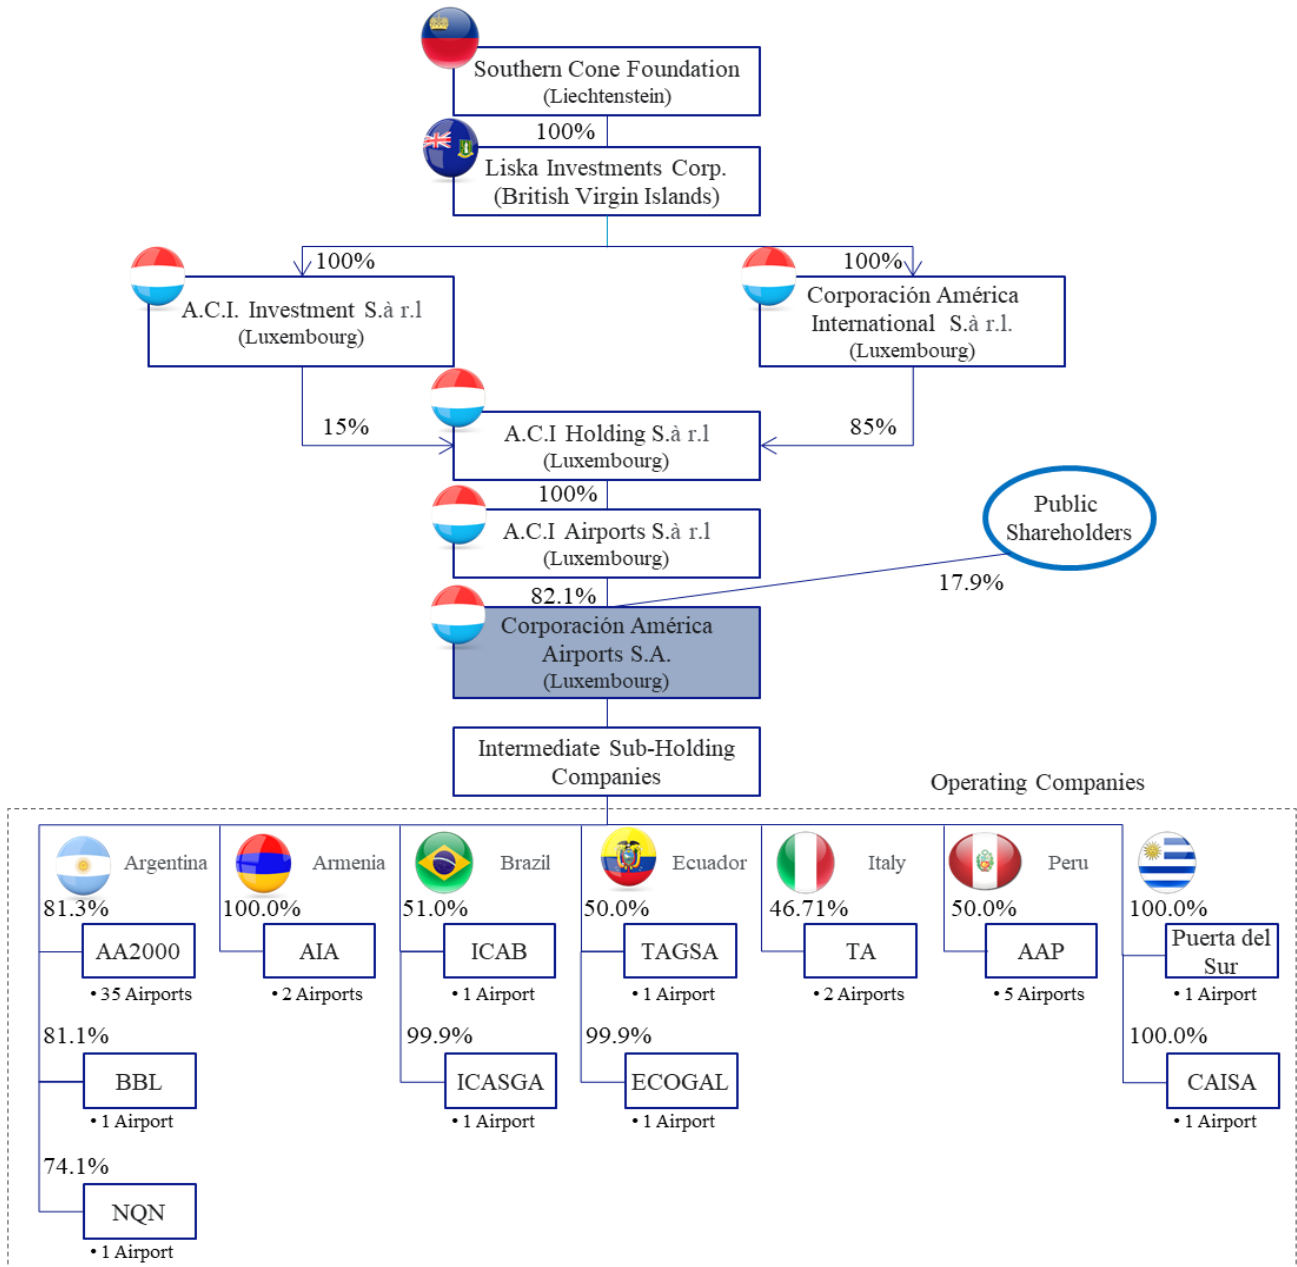 Southern Cone Foundation
(Liechtenstein)
100%
Liska Investments Corp.
(British Virgin Islands)
100%
100%
A.C.I. Investment S.à r.l
(Luxembourg)
Corporación América
International S.à r.l.
(Luxembourg)
15%
85%
A.C.I Holding S.à r.l
(Luxembourg)
100%
A.C.I Airports S.à r.l
(Luxembourg)
Public
Shareholders
82.1%
17.9%
Corporación América
Airports S.A.
(Luxembourg)
Intermediate Sub-Holding
Companies
Operating Companies
Argentina
81.3%
AA2000
• 35 Airports
81.1%
BBL
• 1 Airport
74.1%
NQN
• 1 Airport
Armenia
100.0%
AIA
• 2 Airports
Brazil
51.0%
ICAB
• 1 Airport
99.9%
ICASGA
• 1 Airport
Ecuador
50.0%
TAGSA
• 1 Airport
99.9%
ECOGAL
• 1 Airport
Italy
46.71%
TA
• 2 Airports
Peru
50.0%
AAP
• 5 Airports
100.0%
Puerta del
Sur
• 1 Airport
100.0%
CAISA
• 1 Airport